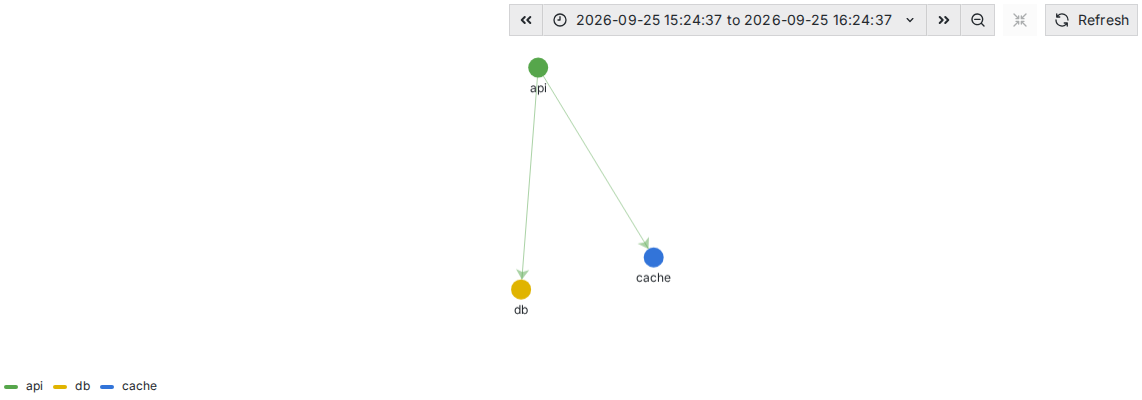 2026-09-25 15:24:37 to 2026-09-25 16:24:37 Refresh
api
cache
db
api db cache